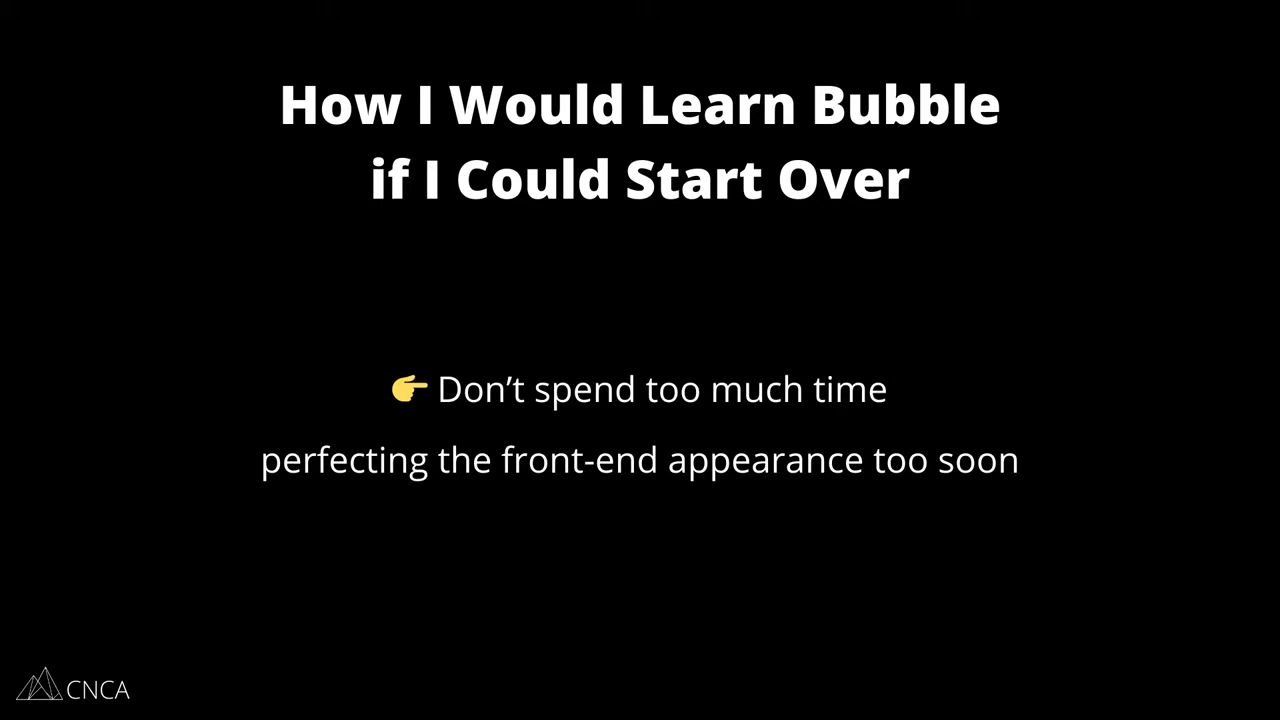 How I Would Learn Bubble
if I Could Start Over
👉 Don’t spend too much time
perfecting the front-end appearance too soon
CNCA